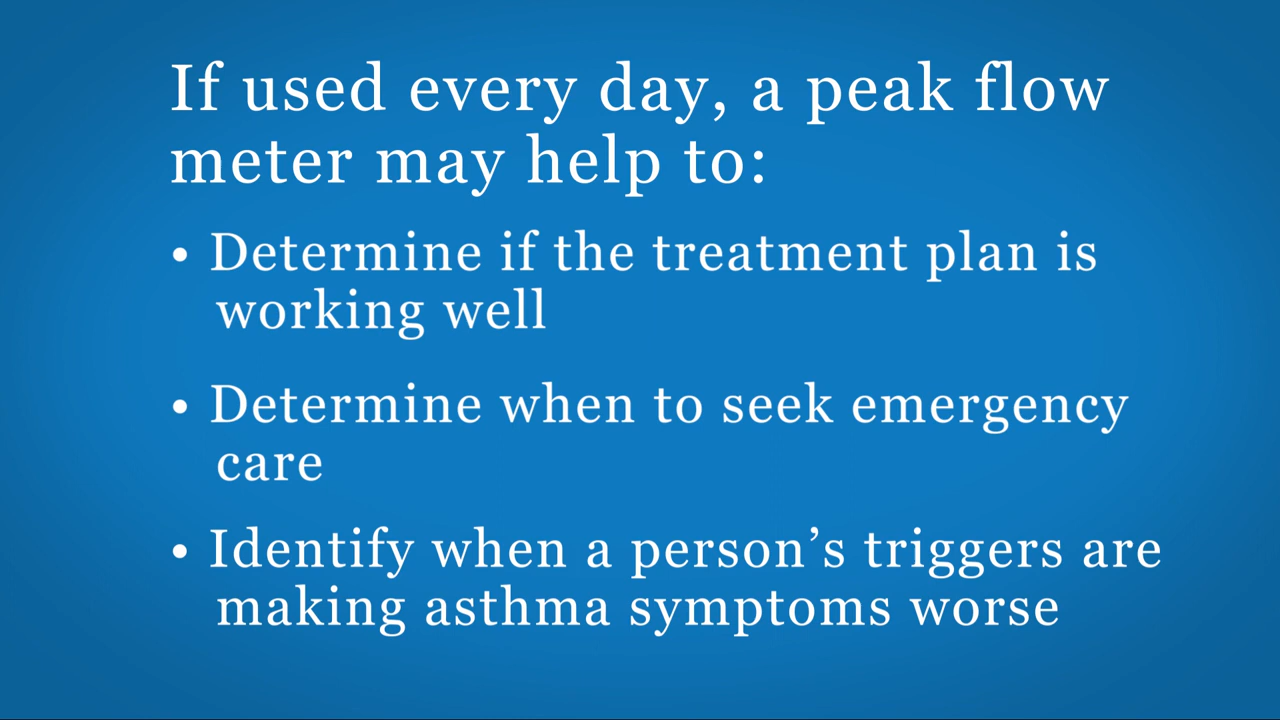 If used every day, a peak flow
meter may help to:
• Determine if the treatment plan is
working well
• Determine when to seek emergency
care
• Identify when a person’s triggers are
making asthma symptoms worse